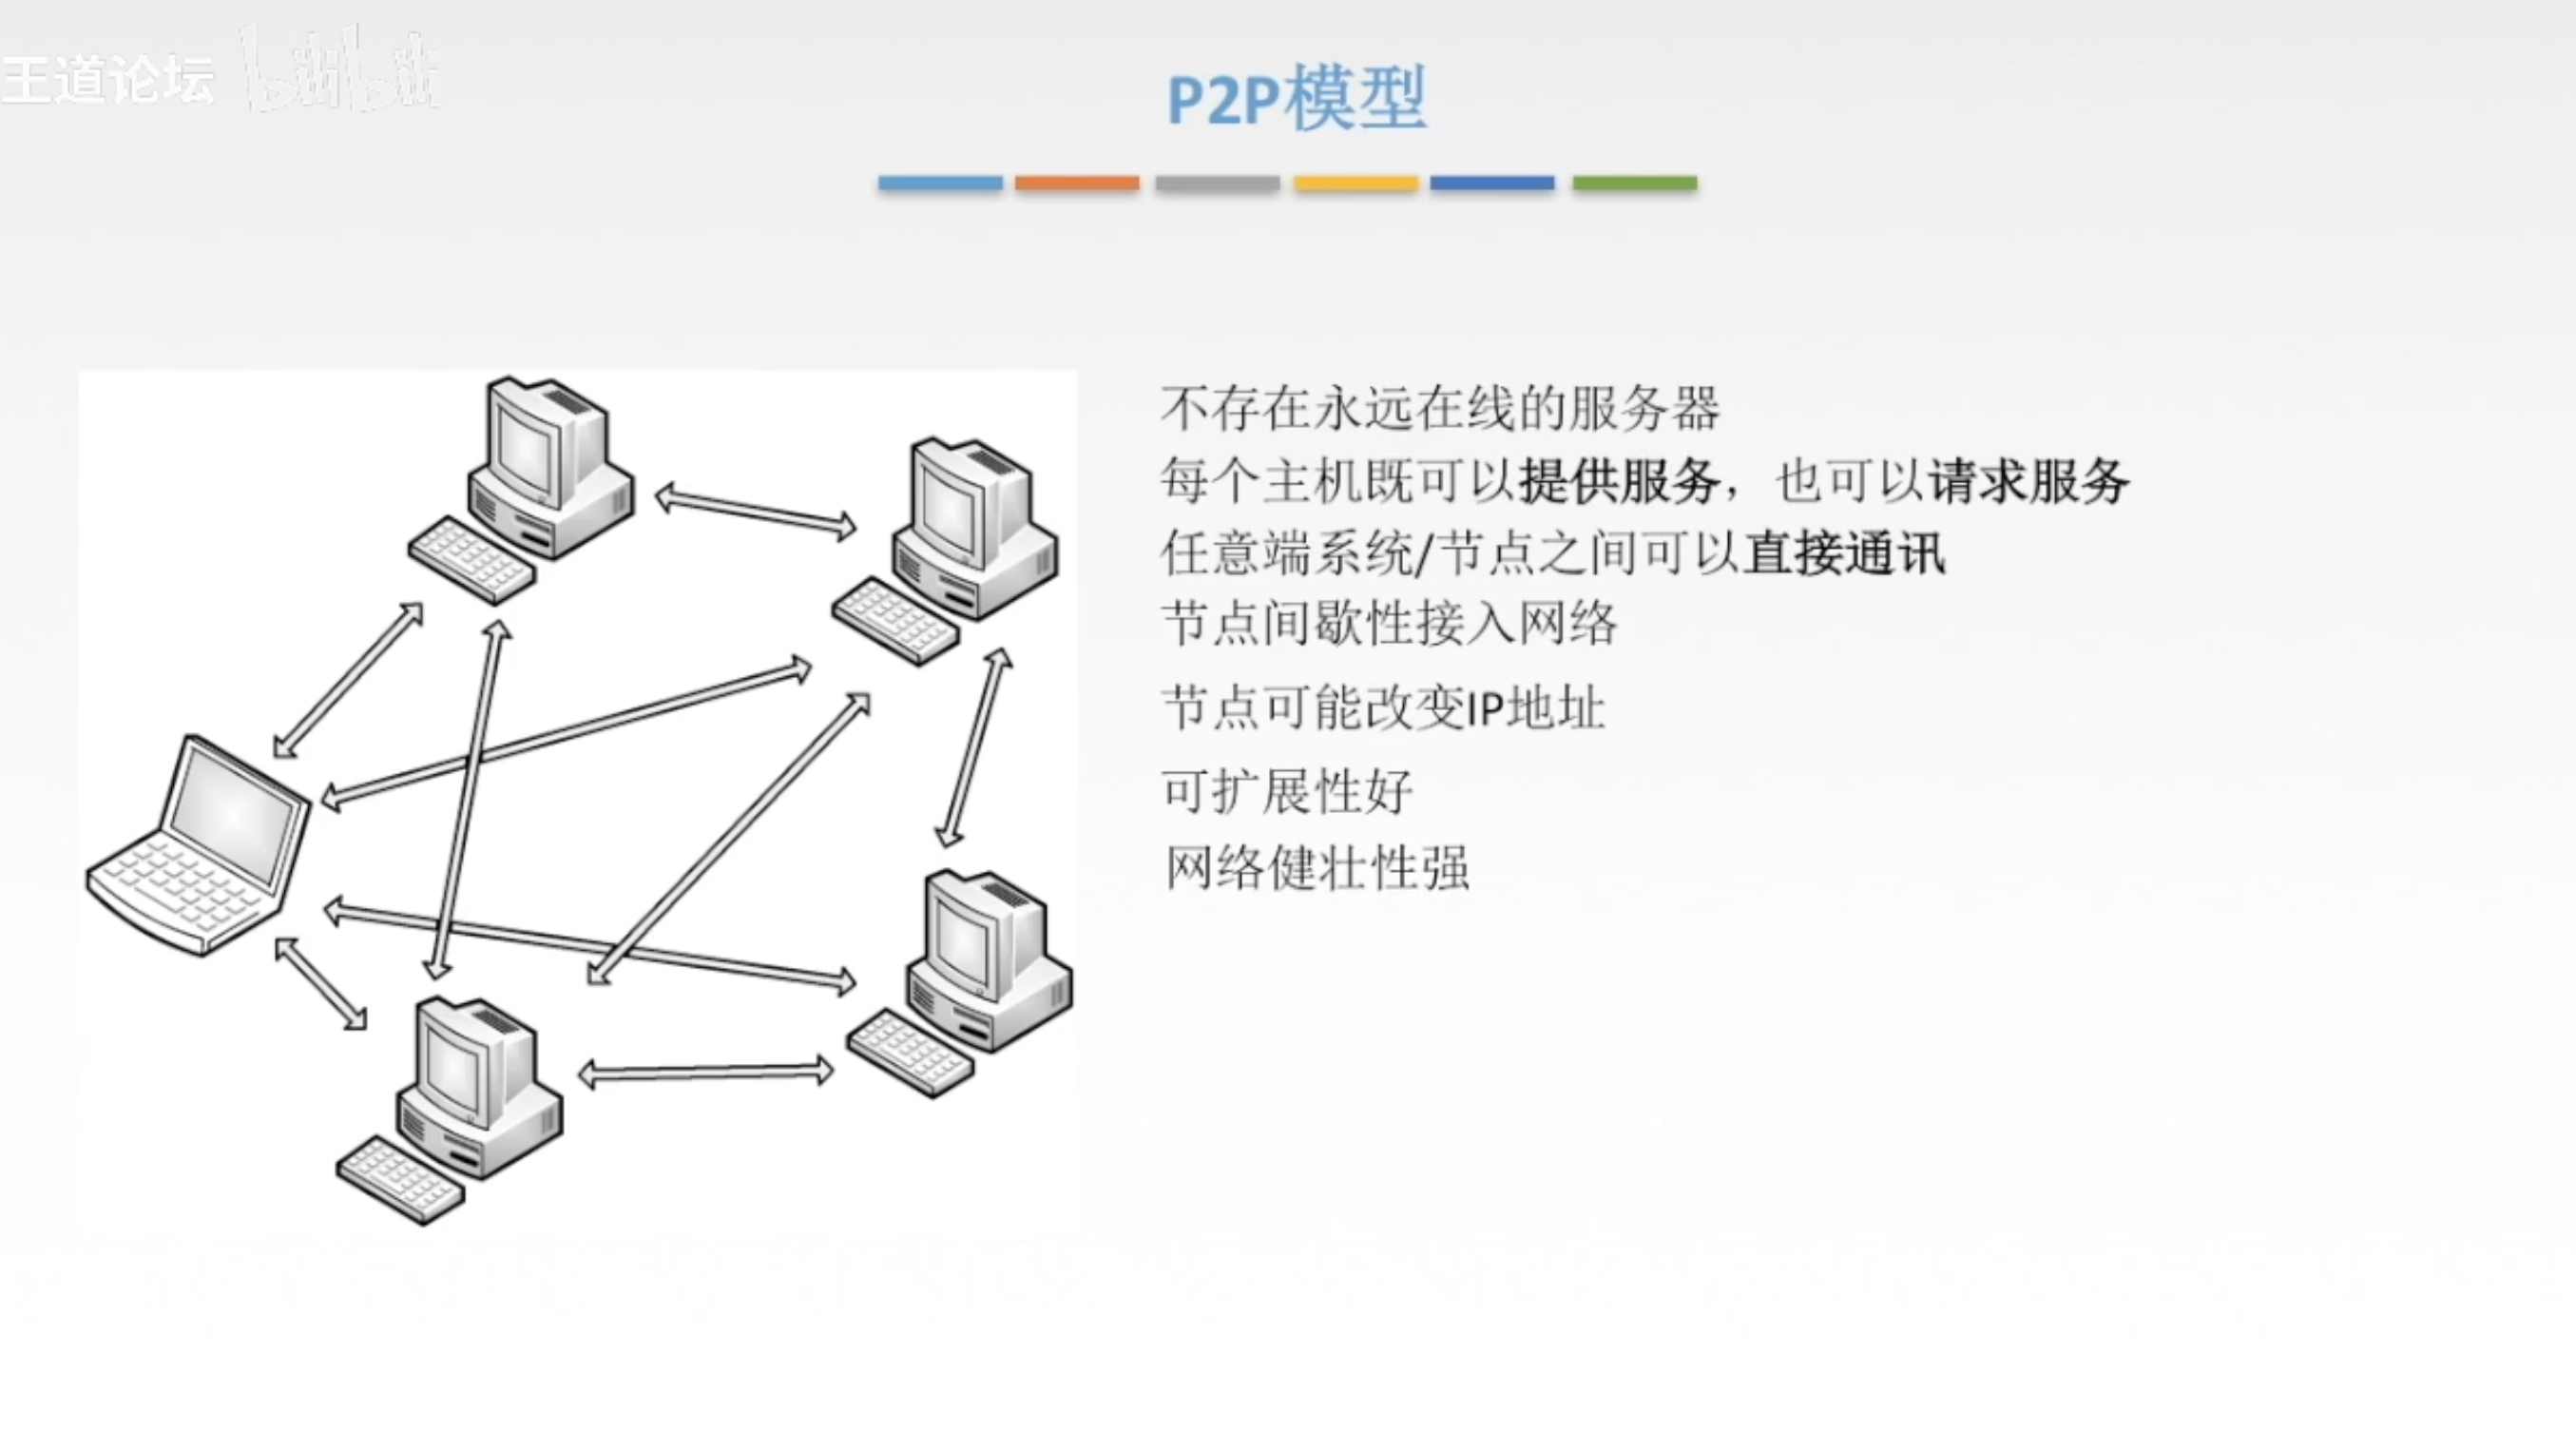 王道论坛 bilibili
P2P模型
不存在永远在线的服务器
每个主机既可以提供服务，也可以请求服务
任意端系统/节点之间可以直接通讯
节点间歇性接入网络
节点可能改变IP地址
可扩展性好
网络健壮性强